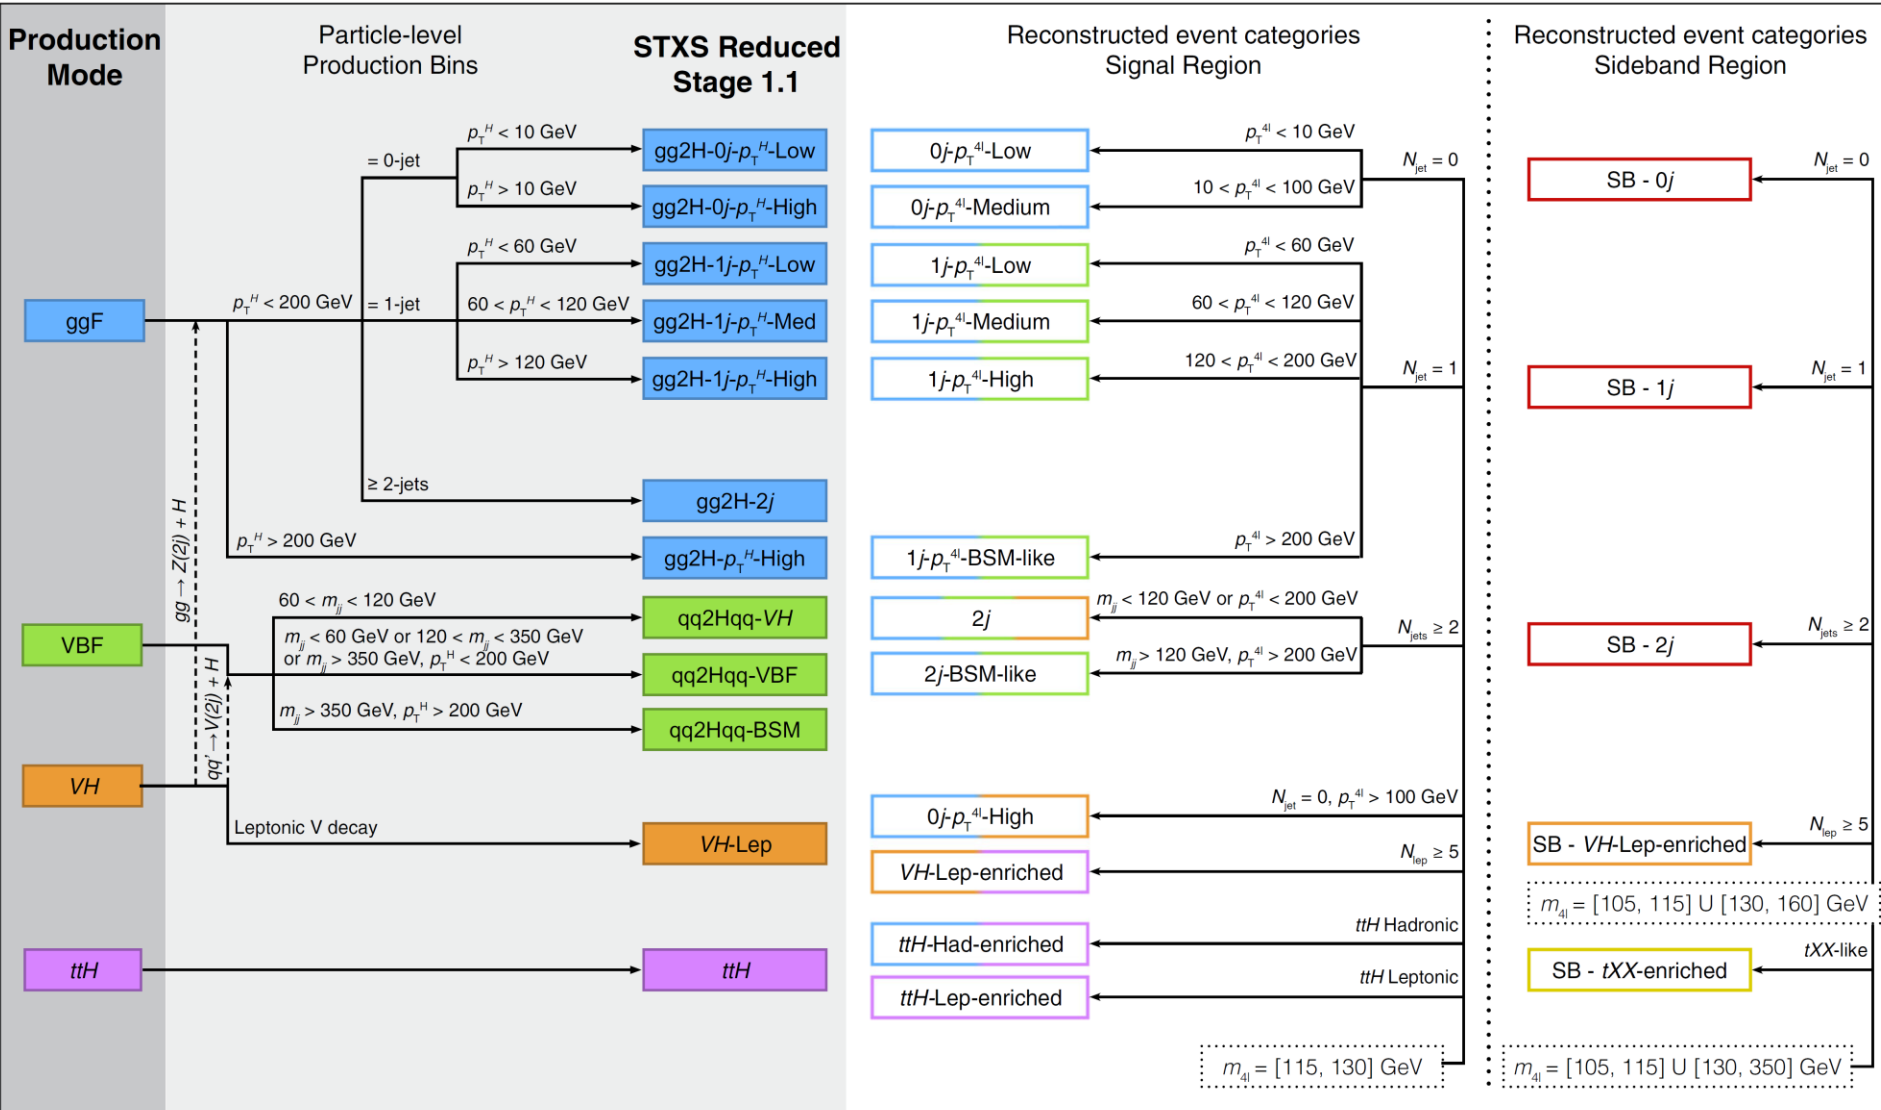 Production
Mode
Particle-level
Production Bins
STXS Reduced
Stage 1.1
Reconstructed event categories
Signal Region
Reconstructed event categories
Sideband Region
ggF
VBF
VH
ttH
gg → Z(2j) + H
qq' → V(2j) + H
p_T^H < 200 GeV
p_T^H > 200 GeV
= 0-jet
= 1-jet
≥ 2-jets
p_T^H < 10 GeV
p_T^H > 10 GeV
p_T^H < 60 GeV
60 < p_T^H < 120 GeV
p_T^H > 120 GeV
60 < m_jj < 120 GeV
m_jj < 60 GeV or 120 < m_jj < 350 GeV
or m_jj > 350 GeV, p_T^H < 200 GeV
m_jj > 350 GeV, p_T^H > 200 GeV
Leptonic V decay
gg2H-0j-p_T^H-Low
gg2H-0j-p_T^H-High
gg2H-1j-p_T^H-Low
gg2H-1j-p_T^H-Med
gg2H-1j-p_T^H-High
gg2H-2j
gg2H-p_T^H-High
qq2Hqq-VH
qq2Hqq-VBF
qq2Hqq-BSM
VH-Lep
ttH
0j-p_T^4l-Low
0j-p_T^4l-Medium
1j-p_T^4l-Low
1j-p_T^4l-Medium
1j-p_T^4l-High
1j-p_T^4l-BSM-like
2j
2j-BSM-like
0j-p_T^4l-High
VH-Lep-enriched
ttH-Had-enriched
ttH-Lep-enriched
p_T^4l < 10 GeV
10 < p_T^4l < 100 GeV
p_T^4l < 60 GeV
60 < p_T^4l < 120 GeV
120 < p_T^4l < 200 GeV
p_T^4l > 200 GeV
m_jj < 120 GeV or p_T^4l < 200 GeV
m_jj > 120 GeV, p_T^4l > 200 GeV
N_jet = 0, p_T^4l > 100 GeV
N_lep ≥ 5
ttH Hadronic
ttH Leptonic
N_jet = 0
N_jet = 1
N_jets ≥ 2
m_4l = [115, 130] GeV
SB - 0j
N_jet = 0
SB - 1j
N_jet = 1
SB - 2j
N_jets ≥ 2
SB - VH-Lep-enriched
N_lep ≥ 5
m_4l = [105, 115] U [130, 160] GeV
SB - tXX-enriched
tXX-like
m_4l = [105, 115] U [130, 350] GeV